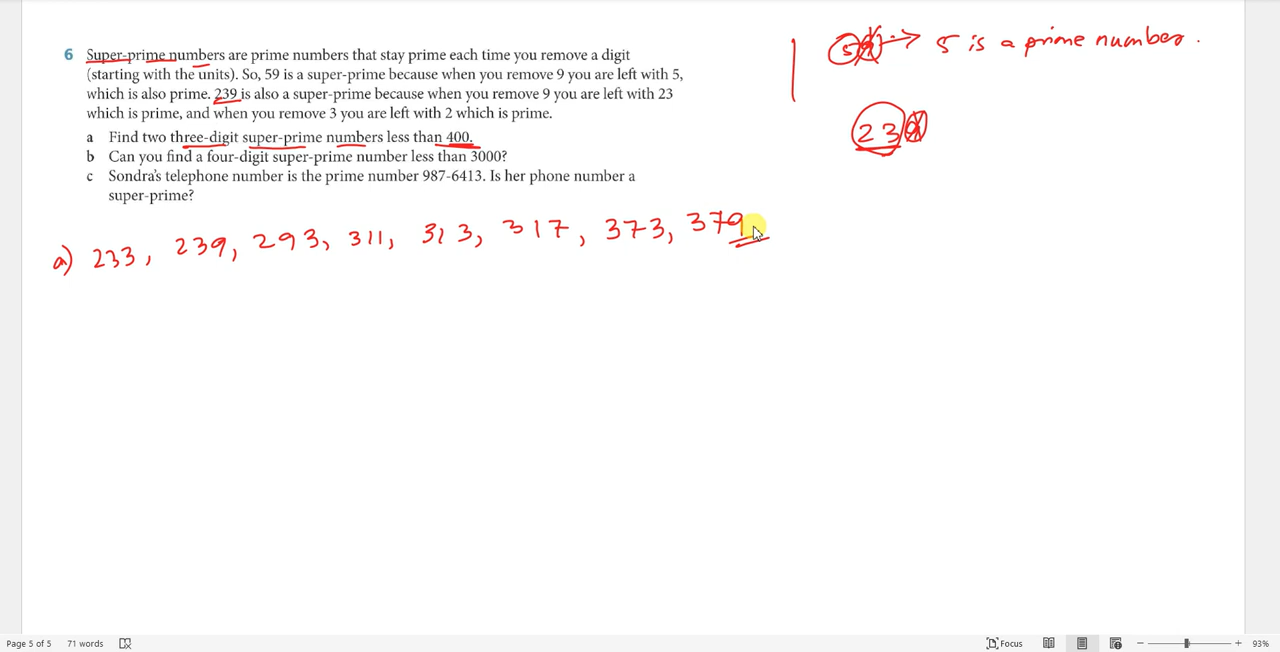 6 Super-prime numbers are prime numbers that stay prime each time you remove a digit
(starting with the units). So, 59 is a super-prime because when you remove 9 you are left with 5,
which is also prime. 239 is also a super-prime because when you remove 9 you are left with 23
which is prime, and when you remove 3 you are left with 2 which is prime.
a Find two three-digit super-prime numbers less than 400.
b Can you find a four-digit super-prime number less than 3000?
c Sondra's telephone number is the prime number 987-6413. Is her phone number a
super-prime?
59 → 5 is a prime number.
239
a) 233, 239, 293, 311, 313, 317, 373, 379
Page 5 of 5 71 words Focus 93%